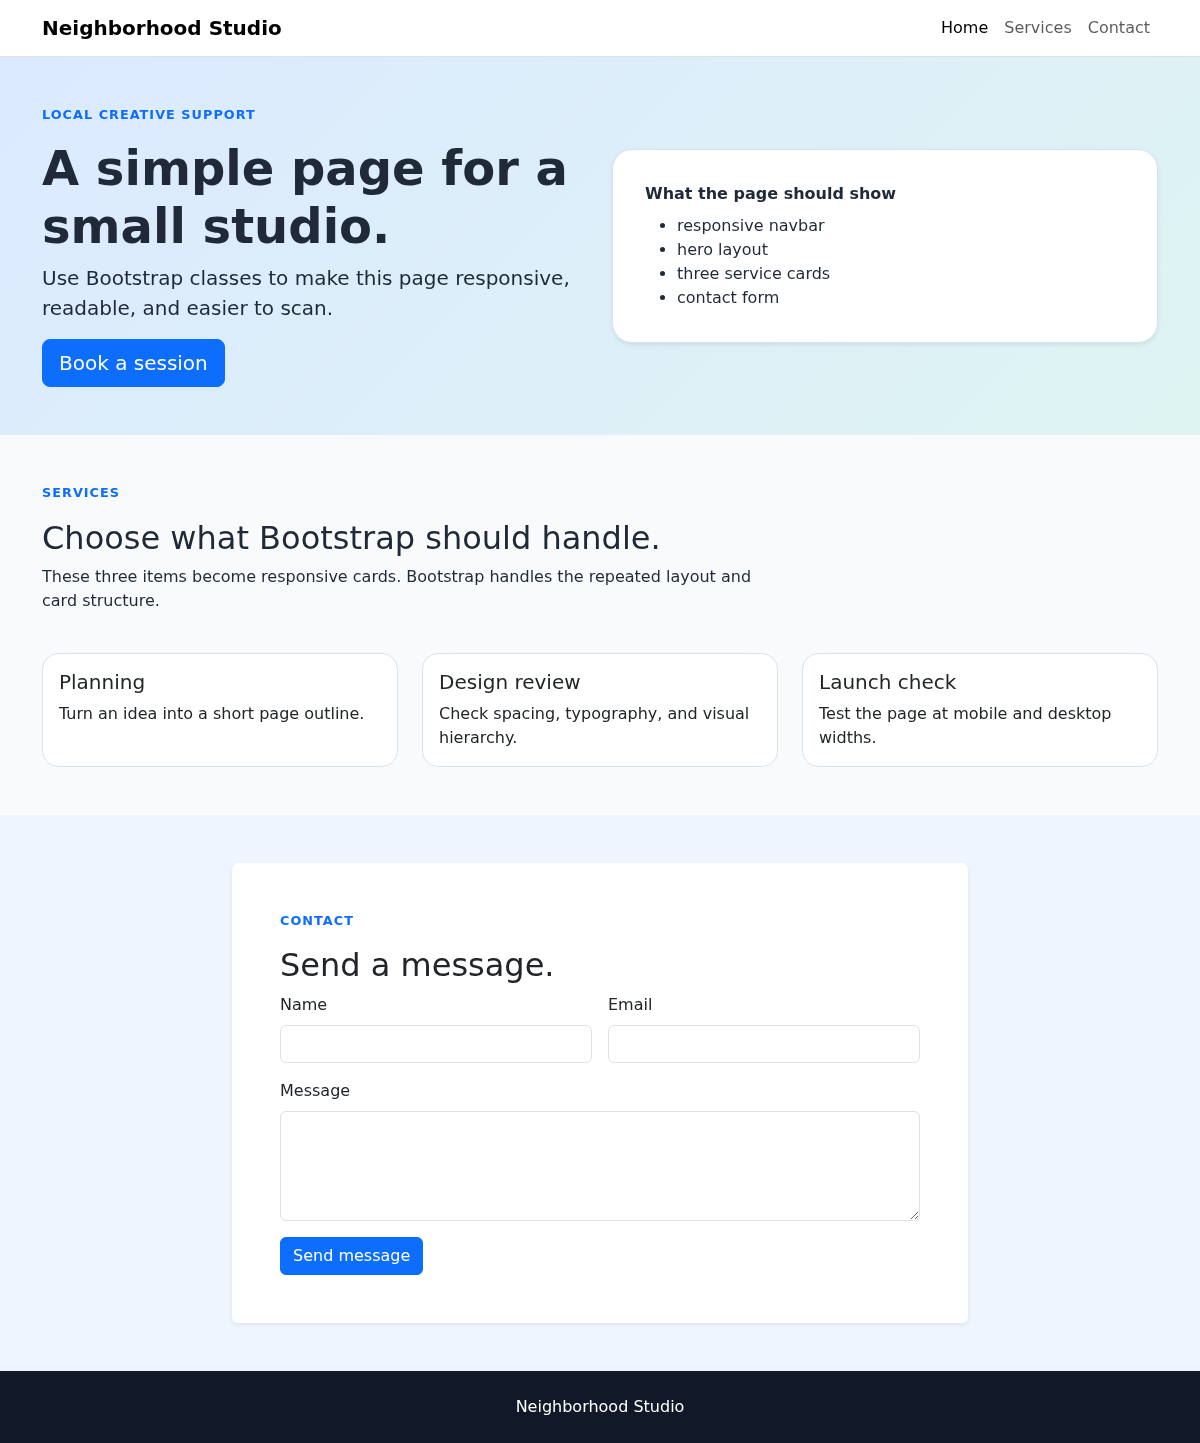 Neighborhood Studio
Home Services Contact
LOCAL CREATIVE SUPPORT
A simple page for a
small studio.
Use Bootstrap classes to make this page responsive,
readable, and easier to scan.
Book a session
What the page should show
responsive navbar
hero layout
three service cards
contact form
SERVICES
Choose what Bootstrap should handle.
These three items become responsive cards. Bootstrap handles the repeated layout and
card structure.
Planning
Turn an idea into a short page outline.
Design review
Check spacing, typography, and visual
hierarchy.
Launch check
Test the page at mobile and desktop
widths.
CONTACT
Send a message.
Name
Email
Message
Send message
Neighborhood Studio